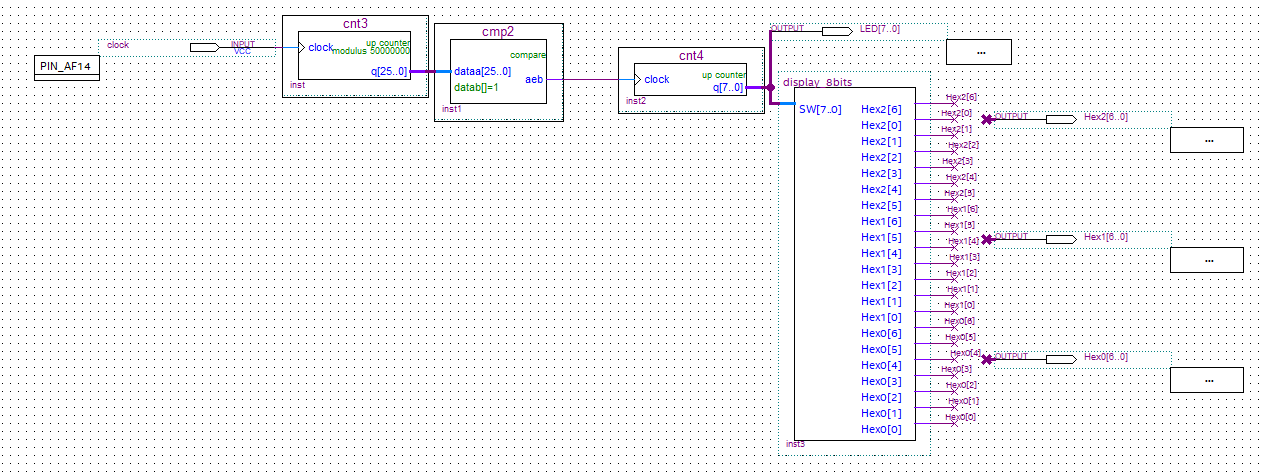 clock
INPUT
VCC
PIN_AF14
cnt3
up counter
clock
modulus 50000000
q[25..0]
inst
cmp2
compare
dataa[25..0]
aeb
datab[]=1
inst1
cnt4
up counter
clock
q[7..0]
inst2
OUTPUT
LED[7..0]
...
display_8bits
SW[7..0]
Hex2[6]
Hex2[0]
Hex2[1]
Hex2[2]
Hex2[3]
Hex2[4]
Hex2[5]
Hex1[6]
Hex1[5]
Hex1[4]
Hex1[3]
Hex1[2]
Hex1[1]
Hex1[0]
Hex0[6]
Hex0[5]
Hex0[4]
Hex0[3]
Hex0[2]
Hex0[1]
Hex0[0]
inst3
Hex2[6]
Hex2[0]
Hex2[1]
Hex2[2]
Hex2[3]
Hex2[4]
Hex2[5]
Hex1[6]
Hex1[5]
Hex1[4]
Hex1[3]
Hex1[2]
Hex1[1]
Hex1[0]
Hex0[6]
Hex0[5]
Hex0[4]
Hex0[3]
Hex0[2]
Hex0[1]
Hex0[0]
OUTPUT
Hex2[6..0]
...
OUTPUT
Hex1[6..0]
...
OUTPUT
Hex0[6..0]
...